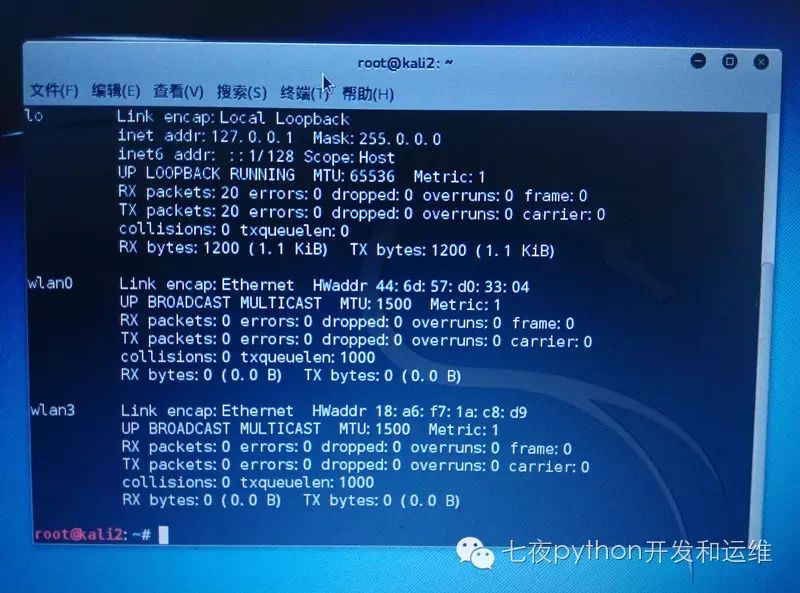 root@kali2: ~
文件(F) 编辑(E) 查看(V) 搜索(S) 终端(T) 帮助(H)
lo Link encap:Local Loopback
inet addr:127.0.0.1 Mask:255.0.0.0
inet6 addr: ::1/128 Scope:Host
UP LOOPBACK RUNNING MTU:65536 Metric:1
RX packets:20 errors:0 dropped:0 overruns:0 frame:0
TX packets:20 errors:0 dropped:0 overruns:0 carrier:0
collisions:0 txqueuelen:0
RX bytes:1200 (1.1 KiB) TX bytes:1200 (1.1 KiB)
wlan0 Link encap:Ethernet HWaddr 44:6d:57:d0:33:04
UP BROADCAST MULTICAST MTU:1500 Metric:1
RX packets:0 errors:0 dropped:0 overruns:0 frame:0
TX packets:0 errors:0 dropped:0 overruns:0 carrier:0
collisions:0 txqueuelen:1000
RX bytes:0 (0.0 B) TX bytes:0 (0.0 B)
wlan3 Link encap:Ethernet HWaddr 18:a6:f7:1a:c8:d9
UP BROADCAST MULTICAST MTU:1500 Metric:1
RX packets:0 errors:0 dropped:0 overruns:0 frame:0
TX packets:0 errors:0 dropped:0 overruns:0 carrier:0
collisions:0 txqueuelen:1000
RX bytes:0 (0.0 B) TX bytes:0 (0.0 B)
root@kali2:~#
七夜python开发和运维